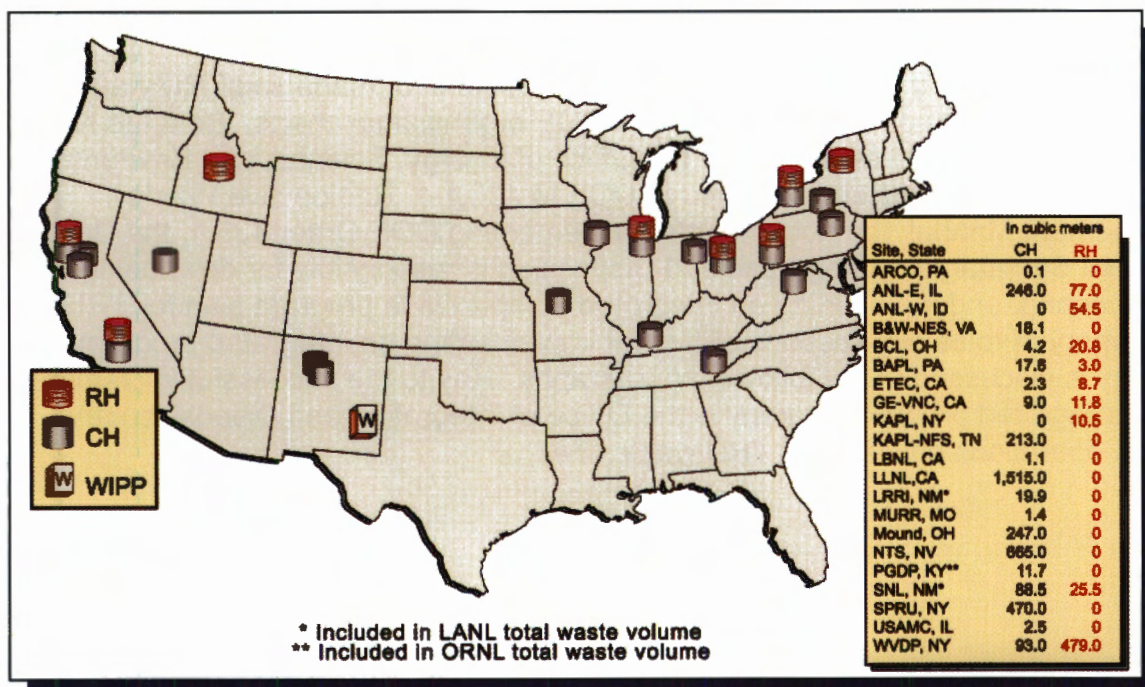 In cubic meters
Site, State CH RH
ARCO, PA 0.1 0
ANL-E, IL 246.0 77.0
ANL-W, ID 0 54.5
B&W-NES, VA 18.1 0
BCL, OH 4.2 20.8
BAPL, PA 17.6 3.0
ETEC, CA 2.3 8.7
GE-VNC, CA 9.0 11.8
KAPL, NY 0 10.5
KAPL-NFS, TN 213.0 0
LBNL, CA 1.1 0
LLNL,CA 1,515.0 0
LRRI, NM* 19.9 0
MURR, MO 1.4 0
Mound, OH 247.0 0
NTS, NV 665.0 0
PGDP, KY** 11.7 0
SNL, NM* 88.5 25.5
SPRU, NY 470.0 0
USAMC, IL 2.5 0
WVDP, NY 93.0 479.0
W
RH
CH
W WIPP
* Included in LANL total waste volume
** Included in ORNL total waste volume